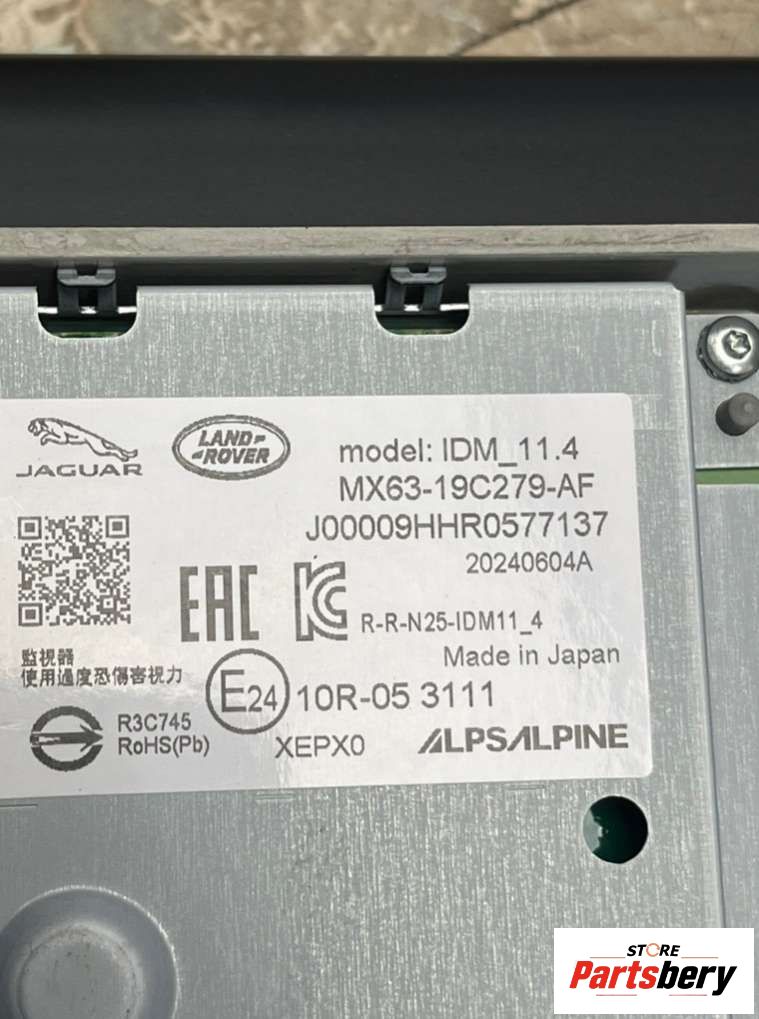 JAGUAR
LAND-
-ROVER
model: IDM_11.4
MX63-19C279-AF
J00009HHR0577137
20240604A
EAC
KC
R-R-N25-IDM11_4
Made in Japan
監視器
使用過度恐傷害視力
E24
10R-05 3111
R3C745
RoHS(Pb)
XEPX0
ALPSALPINE
STORE
Partsbery